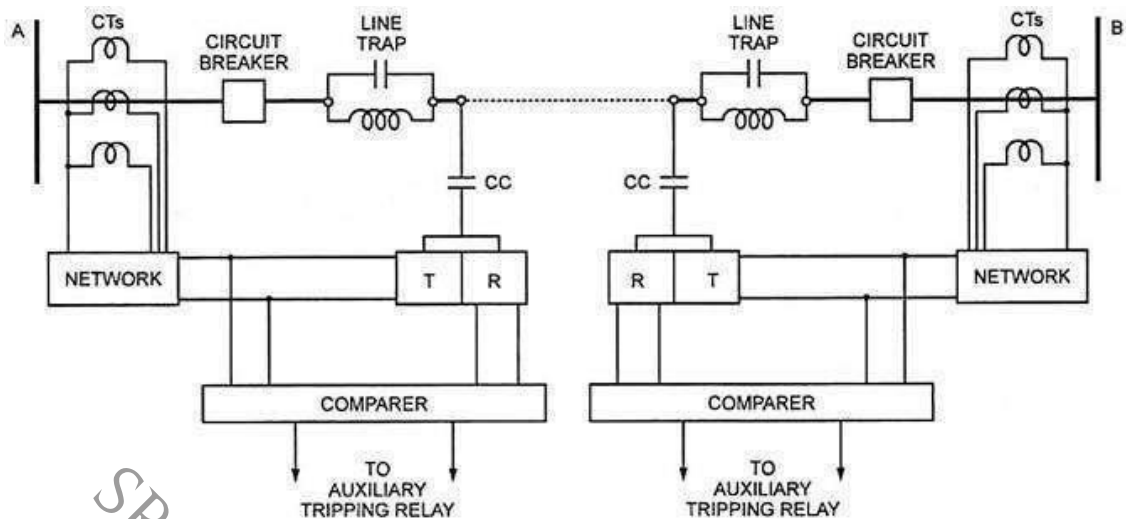 A
CTs
CIRCUIT
BREAKER
LINE
TRAP
LINE
TRAP
CIRCUIT
BREAKER
CTs
B
CC
CC
NETWORK
T
R
R
T
NETWORK
COMPARER
COMPARER
TO
AUXILIARY
TRIPPING RELAY
TO
AUXILIARY
TRIPPING RELAY